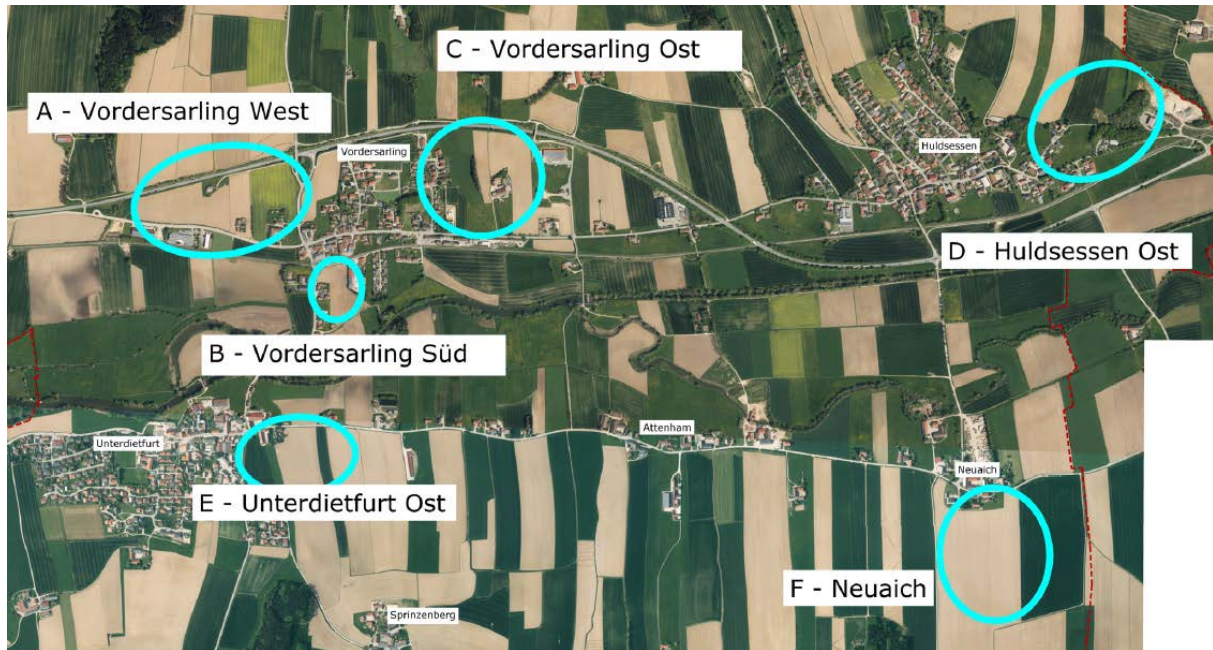 C - Vordersarling Ost
A - Vordersarling West
Vordersarling
Huldsessen
D - Huldsessen Ost
B - Vordersarling Süd
Unterdietfurt
Attenham
Neuaich
E - Unterdietfurt Ost
F - Neuaich
Sprinzenberg